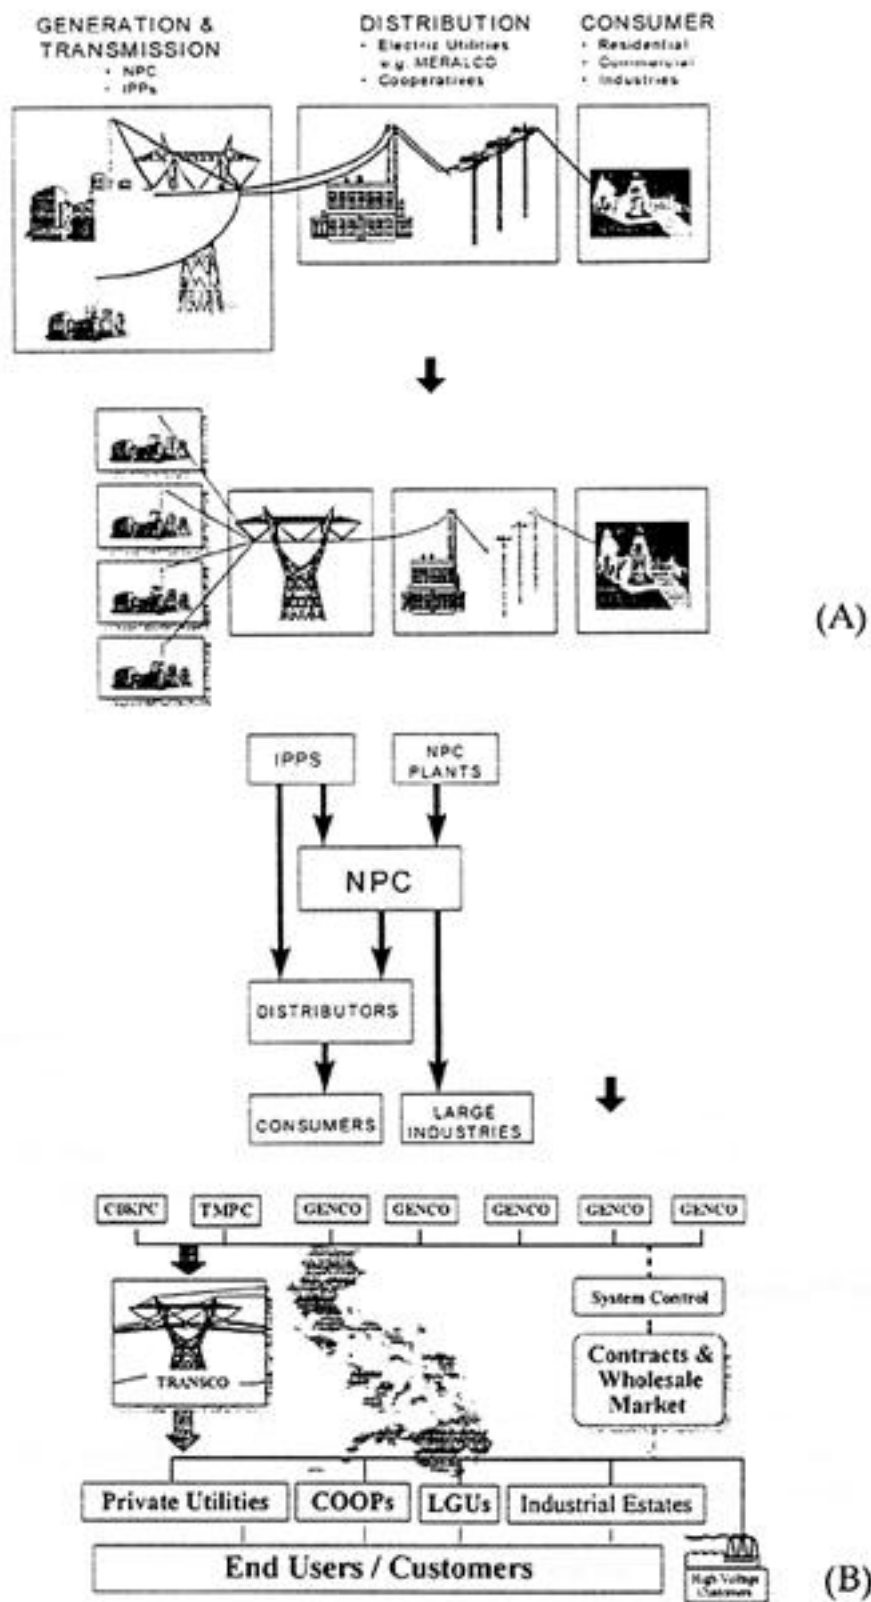 GENERATION &
TRANSMISSION
• NPC
• IPPs
DISTRIBUTION
• Electric Utilities
e.g. MERALCO
• Cooperatives
CONSUMER
• Residential
• Commercial
• Industries
(A)
IPPS
NPC
PLANTS
NPC
DISTRIBUTORS
CONSUMERS
LARGE
INDUSTRIES
CBKPC
TMPC
GENCO
GENCO
GENCO
GENCO
GENCO
TRANSCO
System Control
Contracts &
Wholesale
Market
Private Utilities
COOPs
LGUs
Industrial Estates
End Users / Customers
High Voltage
Customers
(B)